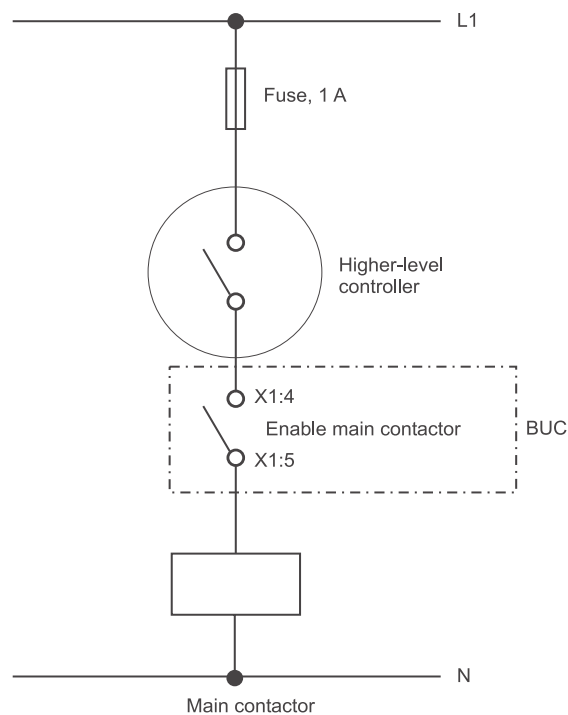 L1
Fuse, 1 A
Higher-level
controller
X1:4
Enable main contactor
BUC
X1:5
N
Main contactor